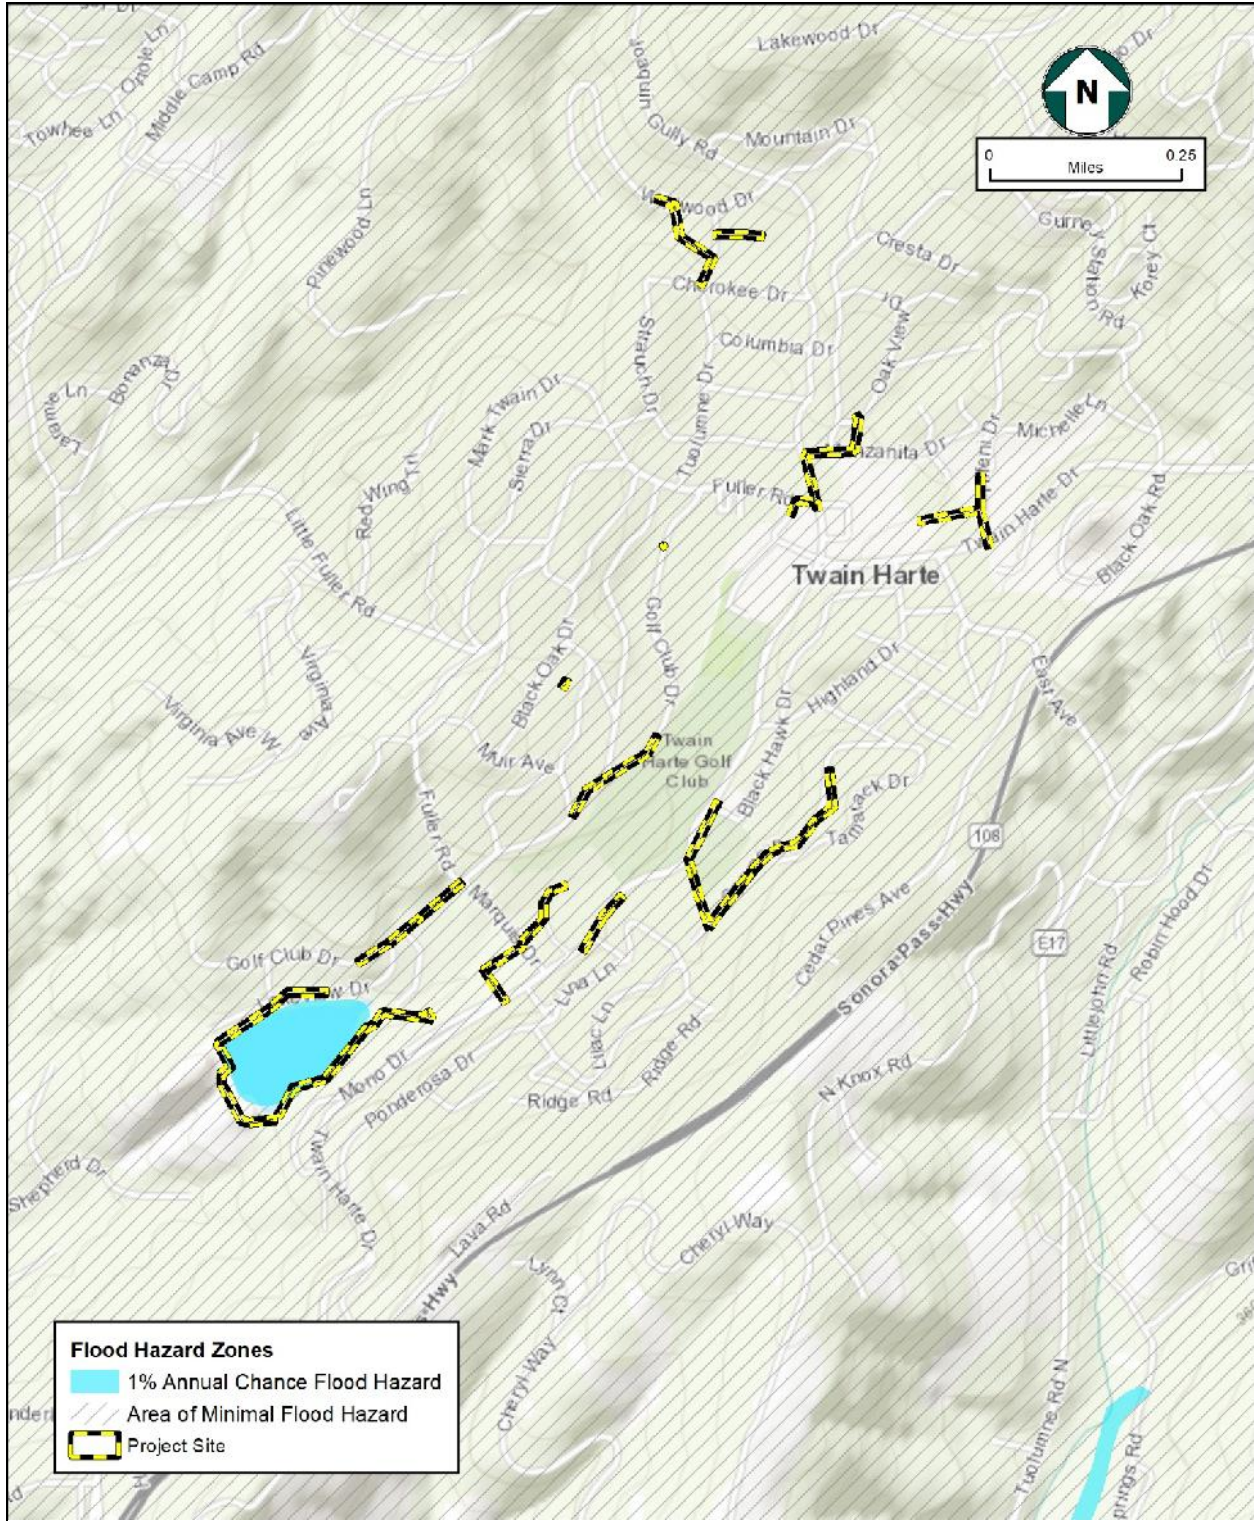 Lakewood Dr
Oriole Ln
Middle Camp Rd
Towhee Ln
Joaquin Gully Rd
Mountain Dr
N
0 0.25
Miles
Pinewood Ln
Cresta Dr
Gurney Station Rd
Korey Ct
Cherokee Dr
Strauch Dr
Columbia Dr
Oak View Dr
Tuolumne Dr
Bonanza Dr
Laramie Ln
Mark Twain Dr
Sierra Dr
Red Wing Trl
Michelle Ln
Fuller Rd
Twain Harte Dr
Black Oak Rd
Little Fuller Rd
Twain Harte
Golf Club Dr
Virginia Ave
Virginia Ave W
Black Oak Dr
Highland Dr
East Ave
Muir Ave
Twain
Harte Golf
Club
Black Hawk Dr
Tamarack Dr
108
Fuller Rd
Marquis Dr
Cedar Pines Ave
Sonora-Pass-Hwy
E17
Robin Hood Dr
Littlejohn Rd
Golf Club Dr
Lyna Ln
Lilac Ln
Ridge Rd
Mono Dr
Ponderosa Dr
Ridge Rd
N Knox Rd
Shepherd Dr
Twain Harte Dr
Lava Rd
Cheryl Way
Lynn Ct
Cheryl-Way
s-Hwy
Tuolumne Rd N
prings Rd
Flood Hazard Zones
1% Annual Chance Flood Hazard
Area of Minimal Flood Hazard
Project Site